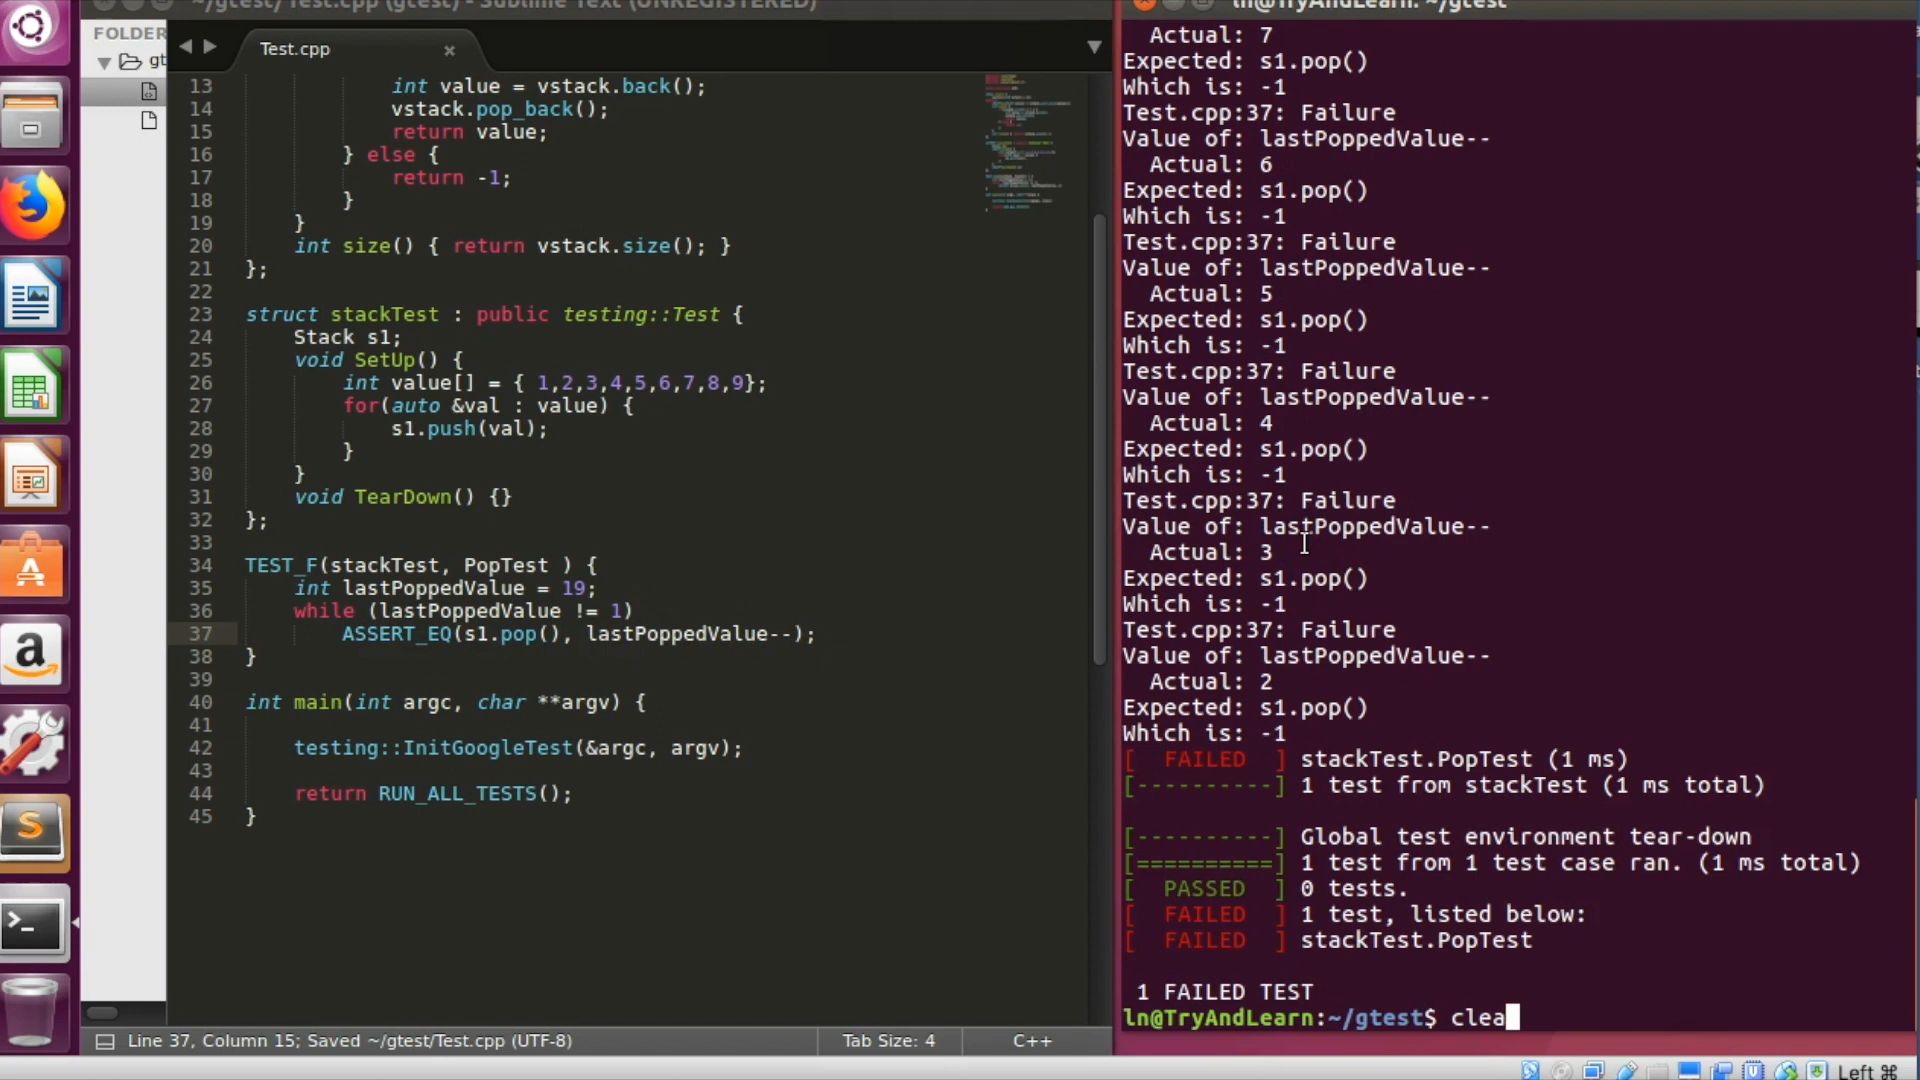 ~/gtest/Test.cpp (gtest) - Sublime Text (UNREGISTERED)
FOLDER
gt
Test.cpp
13 int value = vstack.back();
14 vstack.pop_back();
15 return value;
16 } else {
17 return -1;
18 }
19 }
20 int size() { return vstack.size(); }
21 };
22
23 struct stackTest : public testing::Test {
24 Stack s1;
25 void SetUp() {
26 int value[] = { 1,2,3,4,5,6,7,8,9};
27 for(auto &val : value) {
28 s1.push(val);
29 }
30 }
31 void TearDown() {}
32 };
33
34 TEST_F(stackTest, PopTest ) {
35 int lastPoppedValue = 19;
36 while (lastPoppedValue != 1)
37 ASSERT_EQ(s1.pop(), lastPoppedValue--);
38 }
39
40 int main(int argc, char **argv) {
41
42 testing::InitGoogleTest(&argc, argv);
43
44 return RUN_ALL_TESTS();
45 }
Line 37, Column 15; Saved ~/gtest/Test.cpp (UTF-8)
Tab Size: 4
C++
ln@TryAndLearn: ~/gtest
Actual: 7
Expected: s1.pop()
Which is: -1
Test.cpp:37: Failure
Value of: lastPoppedValue--
Actual: 6
Expected: s1.pop()
Which is: -1
Test.cpp:37: Failure
Value of: lastPoppedValue--
Actual: 5
Expected: s1.pop()
Which is: -1
Test.cpp:37: Failure
Value of: lastPoppedValue--
Actual: 4
Expected: s1.pop()
Which is: -1
Test.cpp:37: Failure
Value of: lastPoppedValue--
Actual: 3
Expected: s1.pop()
Which is: -1
Test.cpp:37: Failure
Value of: lastPoppedValue--
Actual: 2
Expected: s1.pop()
Which is: -1
[ FAILED ] stackTest.PopTest (1 ms)
[----------] 1 test from stackTest (1 ms total)
[----------] Global test environment tear-down
[==========] 1 test from 1 test case ran. (1 ms total)
[ PASSED ] 0 tests.
[ FAILED ] 1 test, listed below:
[ FAILED ] stackTest.PopTest
1 FAILED TEST
ln@TryAndLearn:~/gtest$ clea
Left ⌘